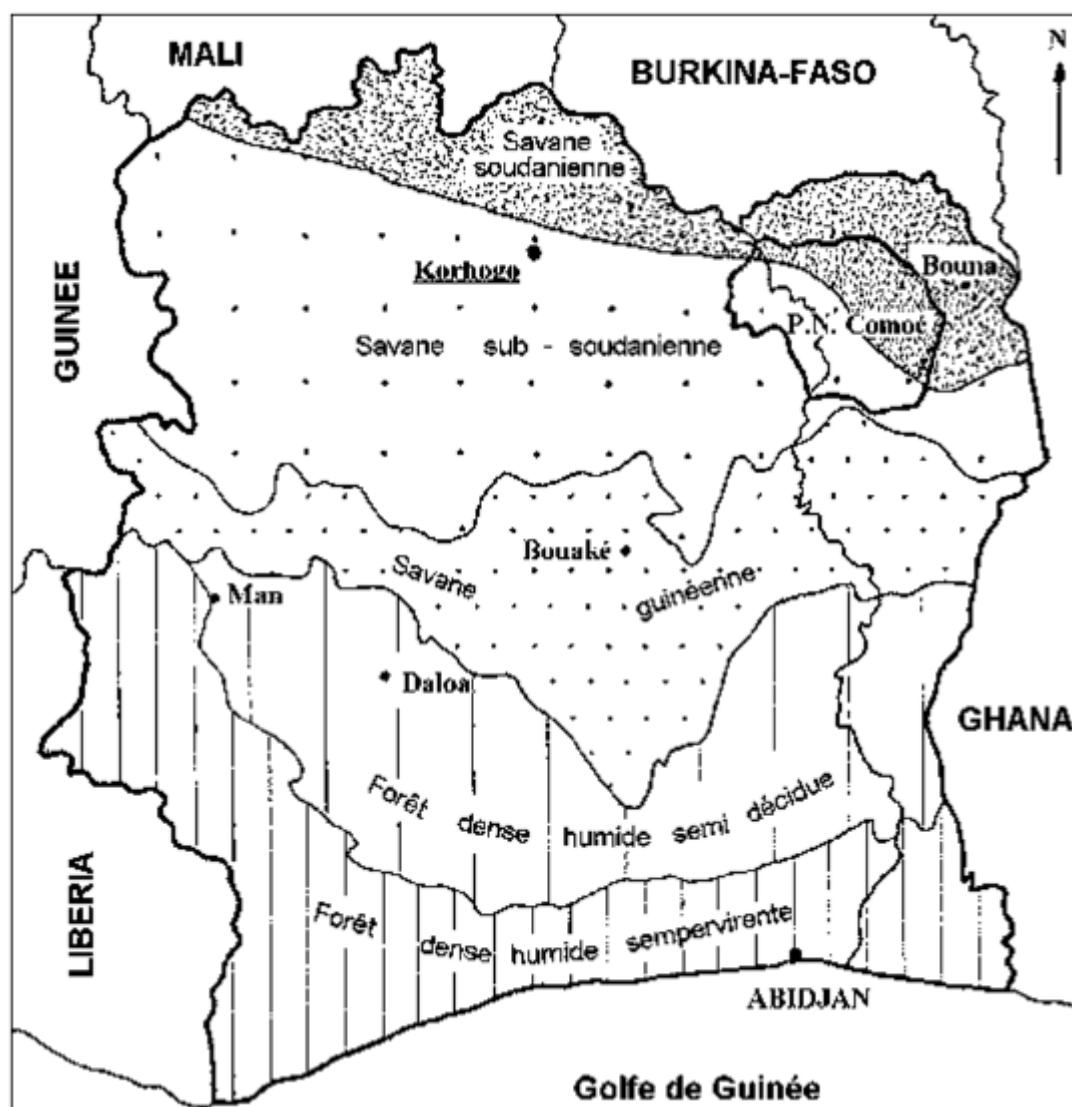 MALI
BURKINA-FASO
N
Savane
soudanienne
Korhogo
Bouna
GUINEE
P.N. Comoé
Savane sub - soudanienne
Bouaké
Savane guinéenne
Man
Daloa
GHANA
Forêt dense humide semi décidue
LIBERIA
Forêt dense humide sempervirente
ABIDJAN
Golfe de Guinée